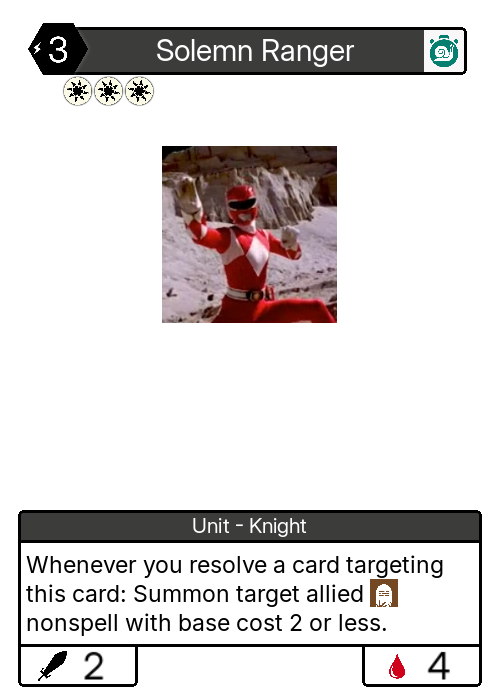 3
Solemn Ranger
Unit - Knight
Whenever you resolve a card targeting
this card: Summon target allied
nonspell with base cost 2 or less.
2
4